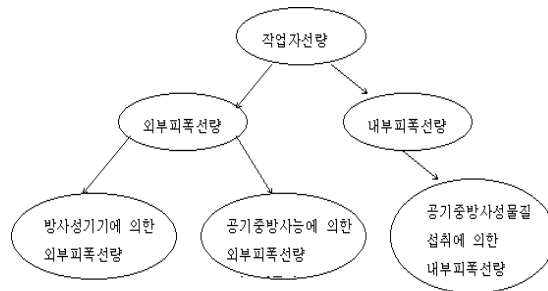 작업자선량
외부피폭선량
내부피폭선량
방사성기기에 의한
외부피폭선량
공기중방사능에 의한
외부피폭선량
공기중방사성물질
섭취에 의한
내부피폭선량